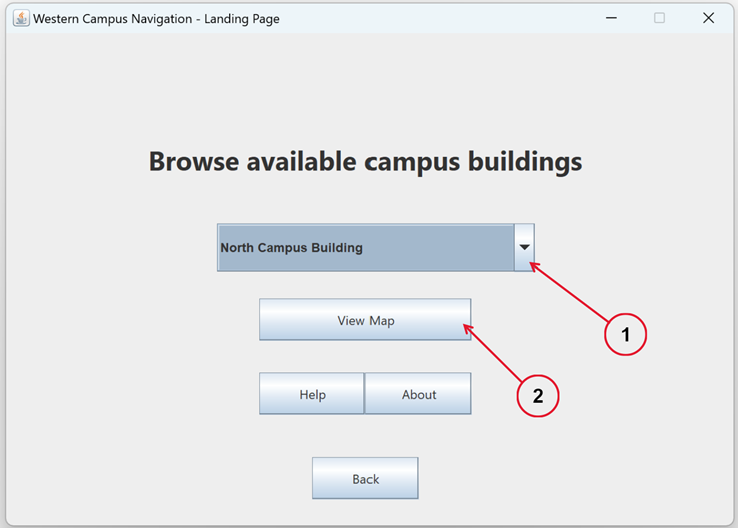 Western Campus Navigation - Landing Page
Browse available campus buildings
North Campus Building
1
View Map
2
Help
About
Back